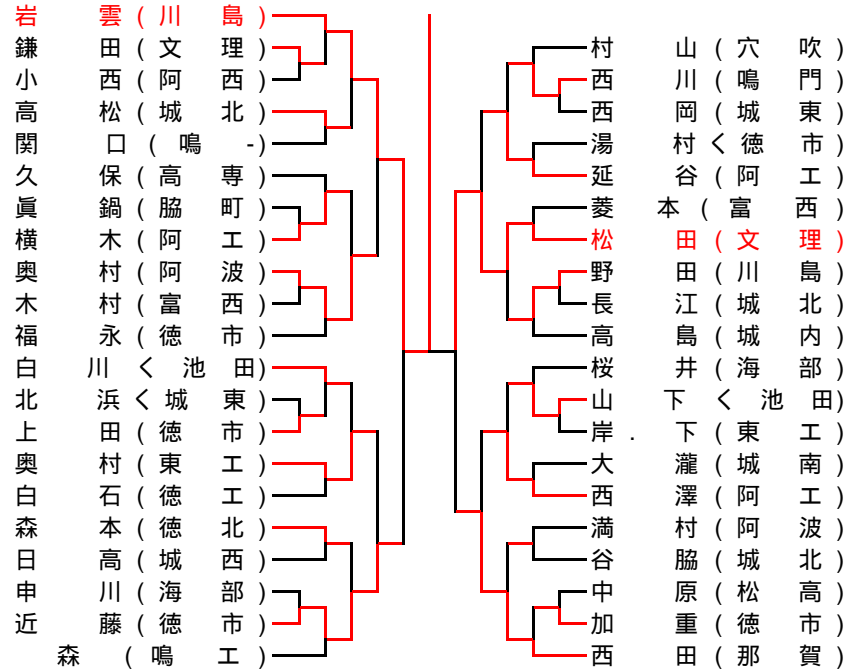 岩雲(川島)
鎌田(文理)
小西(阿西)
高松(城北)
関口(鳴-)
久保(高専)
眞鍋(脇町)
横木(阿工)
奥村(阿波)
木村(富西)
福永(徳市)
白川く池田)
北浜く城東)
上田(徳市)
奥村(東工)
白石(徳工)
森本(徳北)
日高(城西)
申川(海部)
近藤(徳市)
森(鳴工)
村山(穴吹)
西川(鳴門)
西岡(城東)
湯村く徳市)
延谷(阿工)
菱本(富西)
松田(文理)
野田(川島)
長江(城北)
高島(城内)
桜井(海部)
山下く池田)
岸.下(東工)
大瀧(城南)
西澤(阿工)
満村(阿波)
谷脇(城北)
中原(松高)
加重(徳市)
西田(那賀)